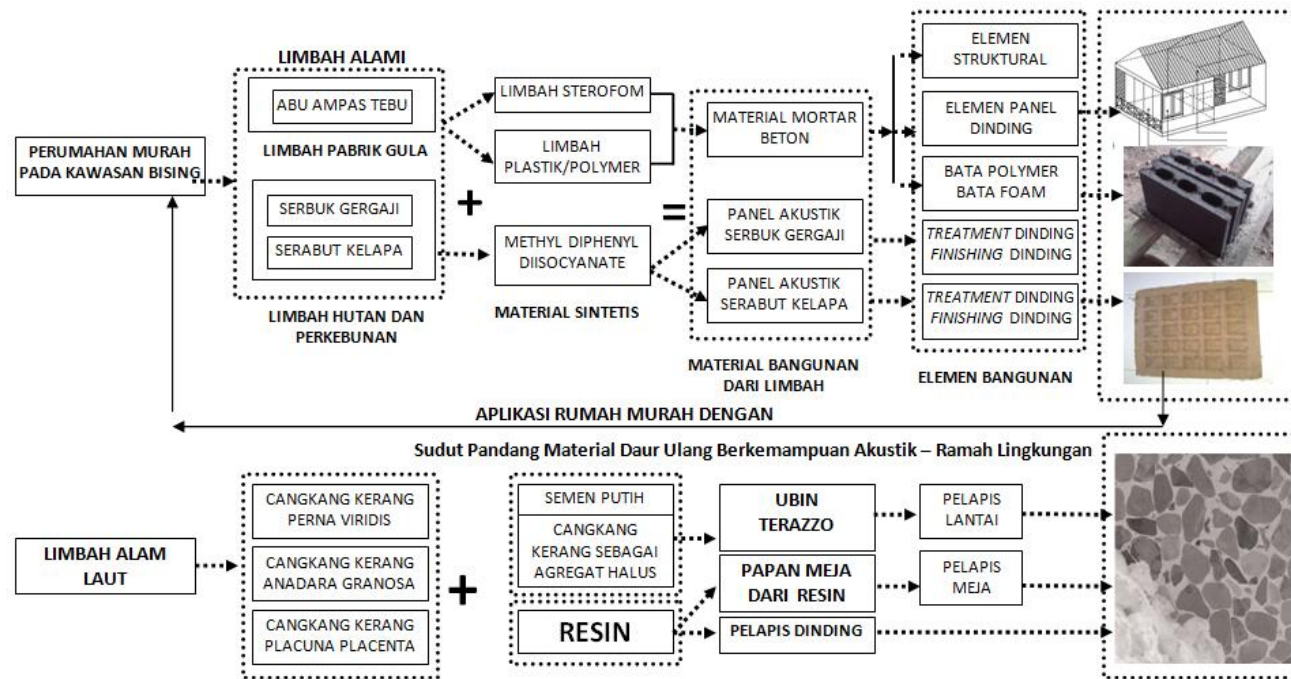 LIMBAH ALAMI
ABU AMPAS TEBU
LIMBAH PABRIK GULA
PERUMAHAN MURAH
PADA KAWASAN BISING
SERBUK GERGAJI
SERABUT KELAPA
LIMBAH HUTAN DAN
PERKEBUNAN
LIMBAH STEROFOM
LIMBAH
PLASTIK/POLYMER
+
METHYL DIPHENYL
DIISOCYANATE
MATERIAL SINTETIS
=
MATERIAL MORTAR
BETON
PANEL AKUSTIK
SERBUK GERGAJI
PANEL AKUSTIK
SERABUT KELAPA
MATERIAL BANGUNAN
DARI LIMBAH
ELEMEN
STRUKTURAL
ELEMEN PANEL
DINDING
BATA POLYMER
BATA FOAM
TREATMENT DINDING
FINISHING DINDING
TREATMENT DINDING
FINISHING DINDING
ELEMEN BANGUNAN
APLIKASI RUMAH MURAH DENGAN
Sudut Pandang Material Daur Ulang Berkemampuan Akustik – Ramah Lingkungan
LIMBAH ALAM
LAUT
CANGKANG KERANG
PERNA VIRIDIS
CANGKANG KERANG
ANADARA GRANOSA
CANGKANG KERANG
PLACUNA PLACENTA
+
SEMEN PUTIH
CANGKANG
KERANG SEBAGAI
AGREGAT HALUS
RESIN
UBIN
TERAZZO
PAPAN MEJA
DARI RESIN
PELAPIS DINDING
PELAPIS
LANTAI
PELAPIS
MEJA